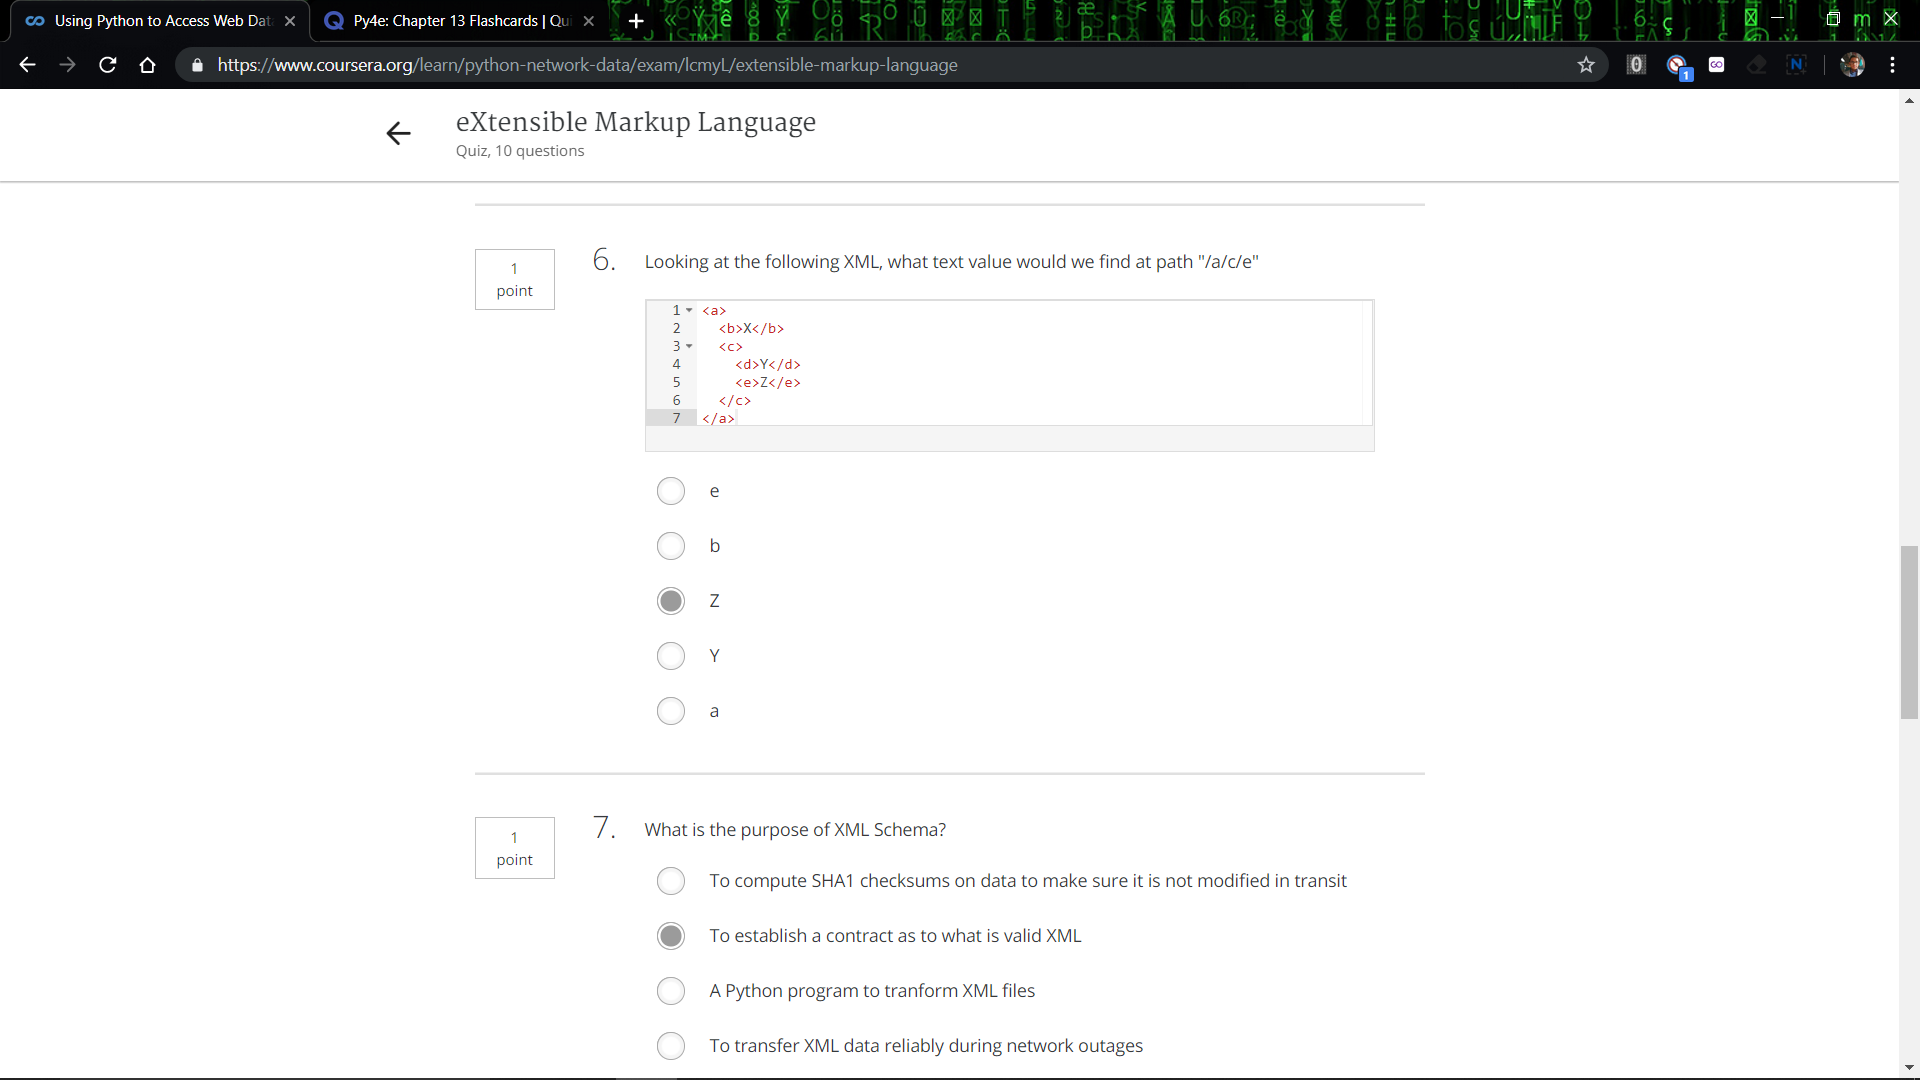 Using Python to Access Web Dat
Py4e: Chapter 13 Flashcards | Qu
https://www.coursera.org/learn/python-network-data/exam/lcmyL/extensible-markup-language
1
eXtensible Markup Language
Quiz, 10 questions
1
point
6.
Looking at the following XML, what text value would we find at path "/a/c/e"
1 <a>
2 <b>X</b>
3 <c>
4 <d>Y</d>
5 <e>Z</e>
6 </c>
7 </a>
e
b
Z
Y
a
1
point
7.
What is the purpose of XML Schema?
To compute SHA1 checksums on data to make sure it is not modified in transit
To establish a contract as to what is valid XML
A Python program to tranform XML files
To transfer XML data reliably during network outages